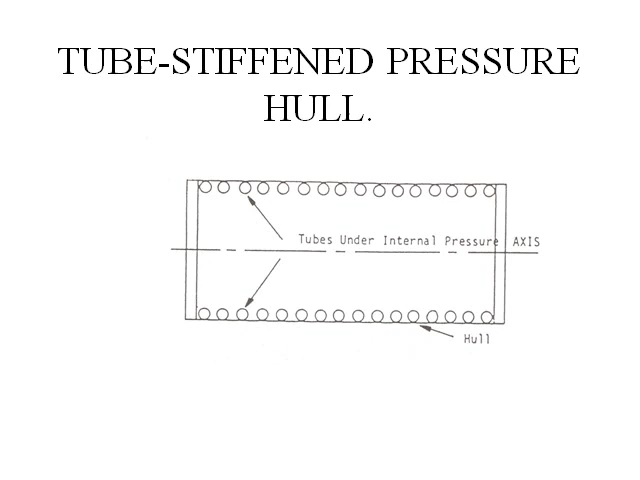 TUBE-STIFFENED PRESSURE
HULL.
Tubes Under Internal Pressure AXIS
Hull